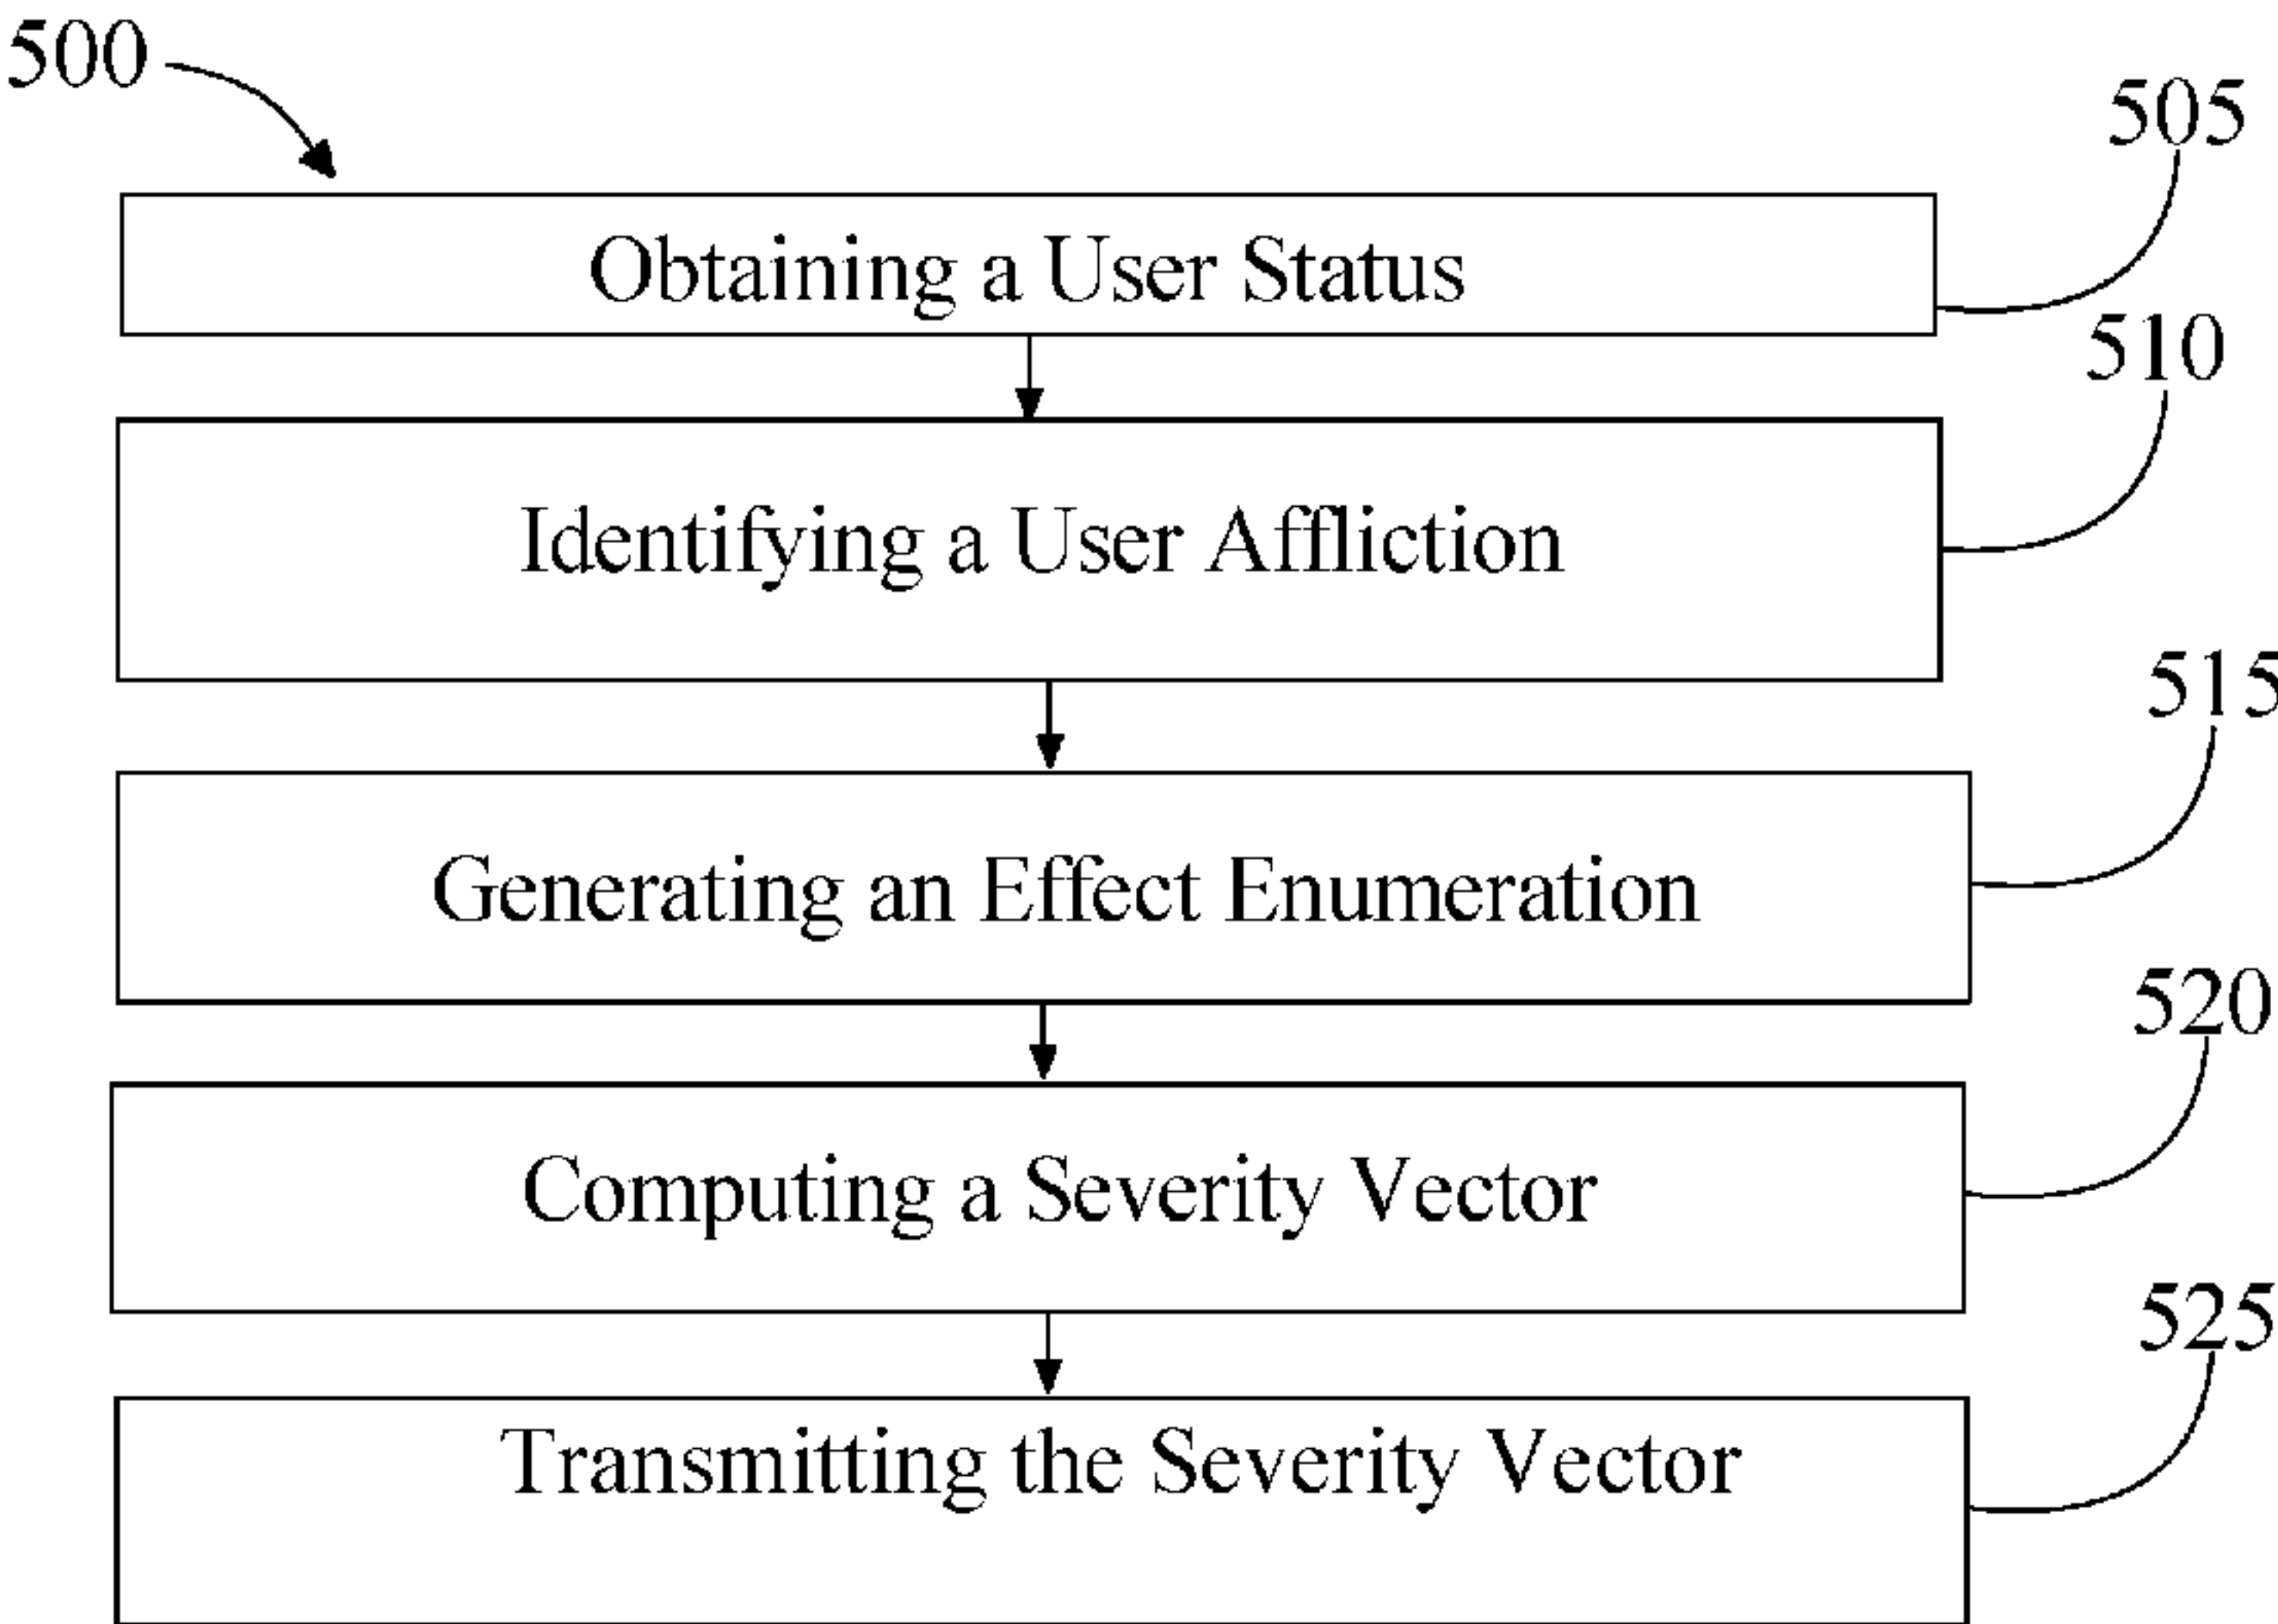 500
505
Obtaining a User Status
510
Identifying a User Affliction
515
Generating an Effect Enumeration
520
Computing a Severity Vector
525
Transmitting the Severity Vector